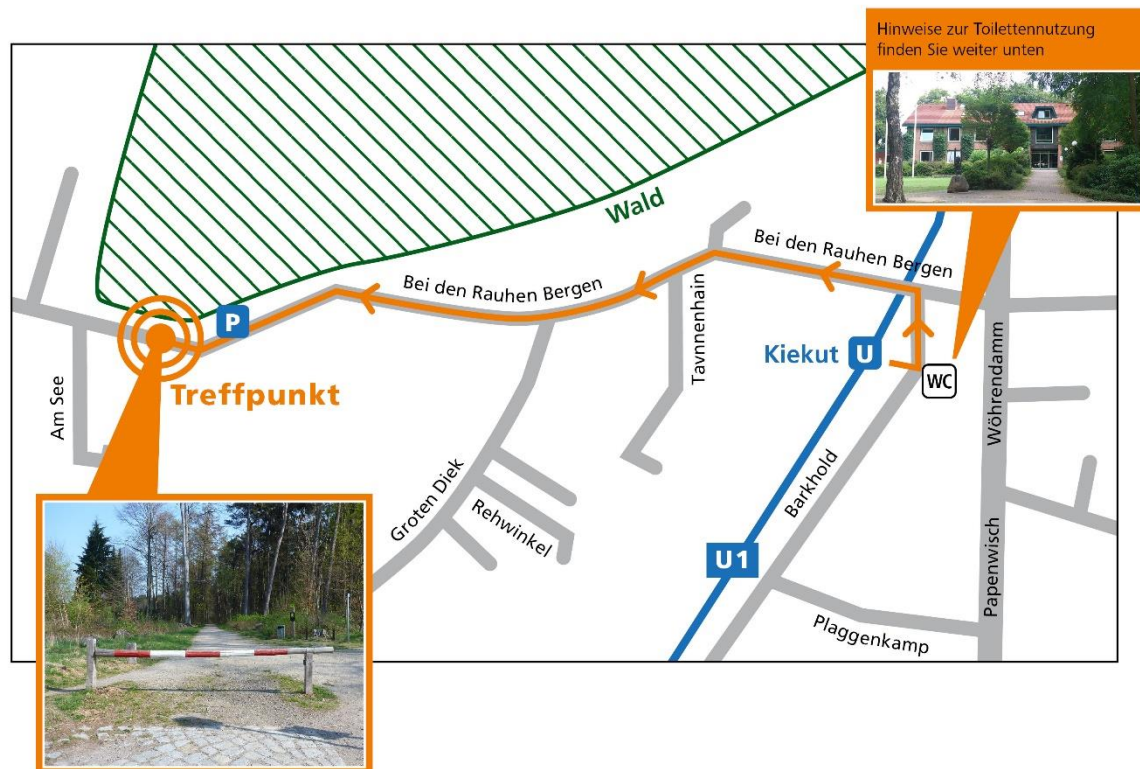 Hinweise zur Toilettennutzung
finden Sie weiter unten
Wald
Bei den Rauhen Bergen
Bei den Rauhen Bergen
P
Treffpunkt
Am See
Tavnnenhain
Kiekut
U
WC
Wöhrendamm
Groten Diek
Rehwinkel
Barkhold
U1
Papenwisch
Plaggenkamp